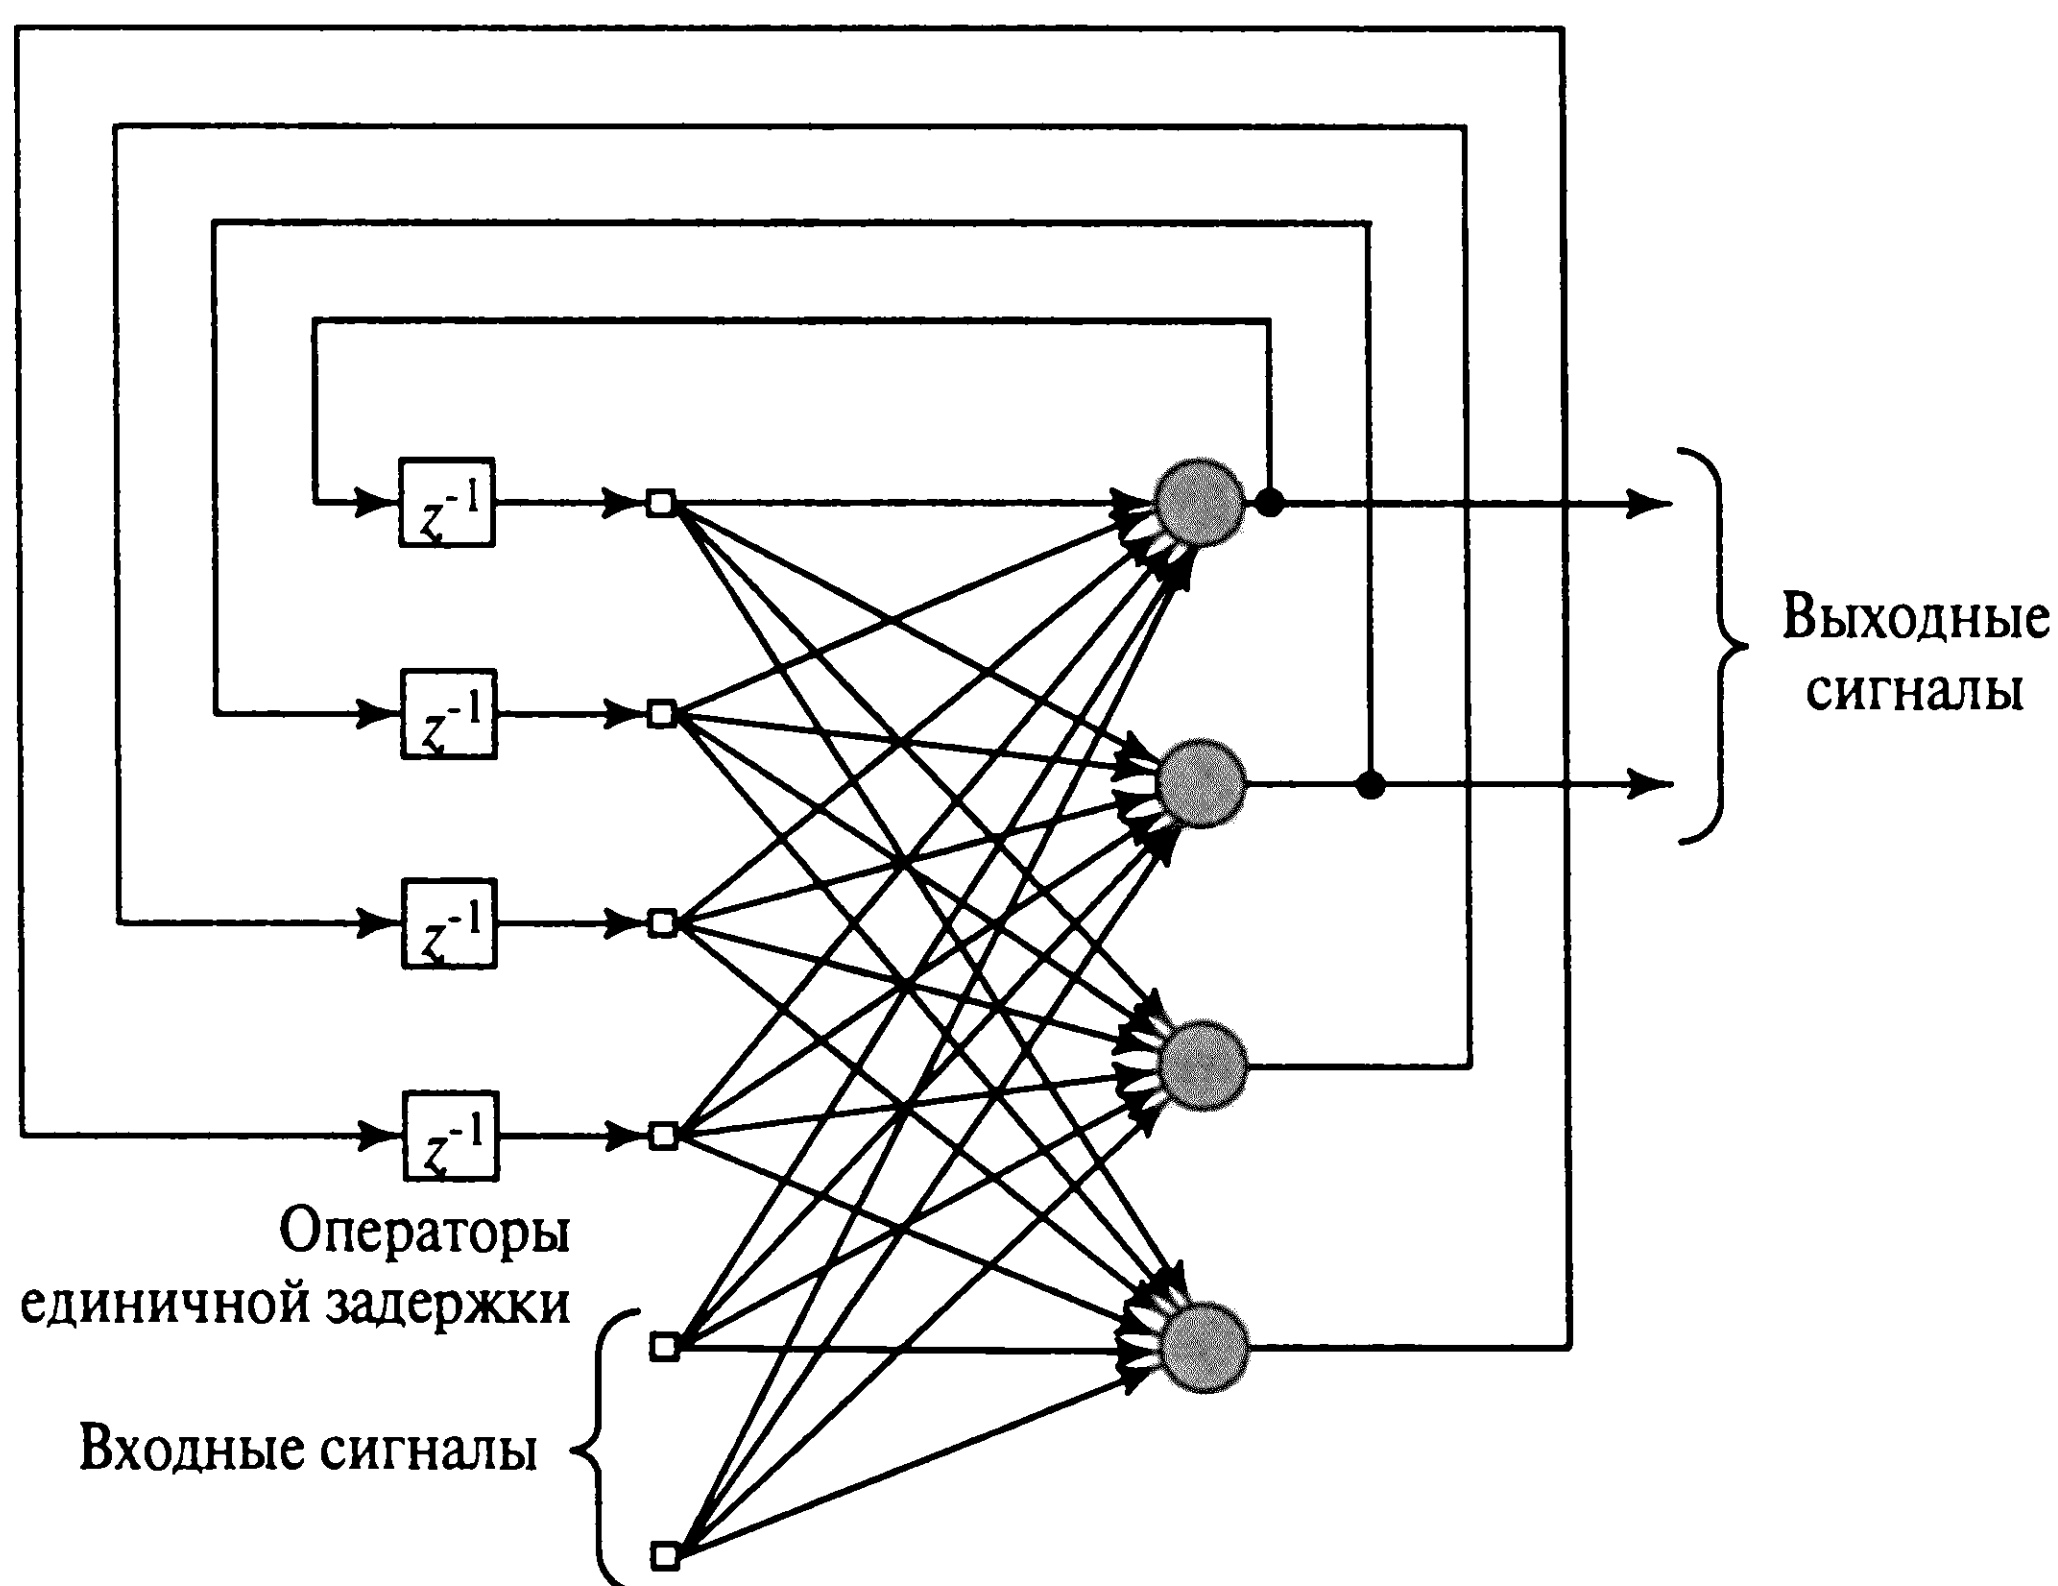 z⁻¹
Выходные
сигналы
z⁻¹
z⁻¹
z⁻¹
Операторы
единичной задержки
Входные сигналы